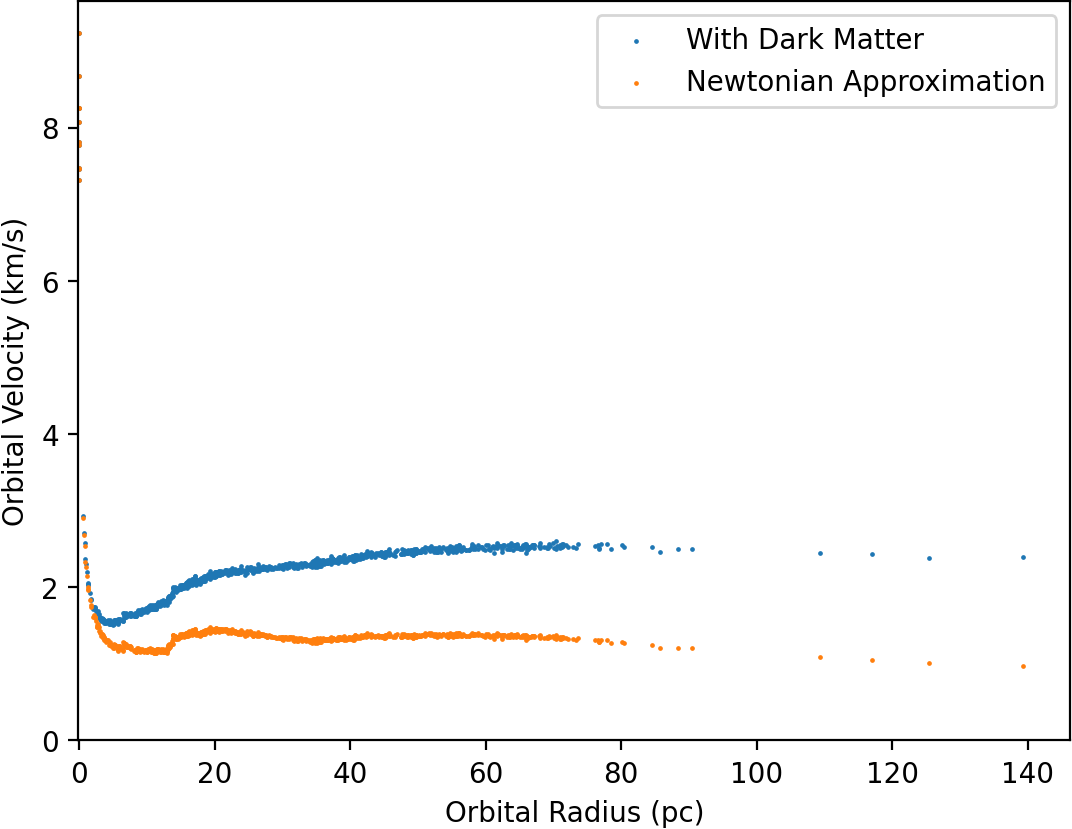 With Dark Matter
Newtonian Approximation
8
6
4
2
0
Orbital Velocity (km/s)
0 20 40 60 80 100 120 140
Orbital Radius (pc)